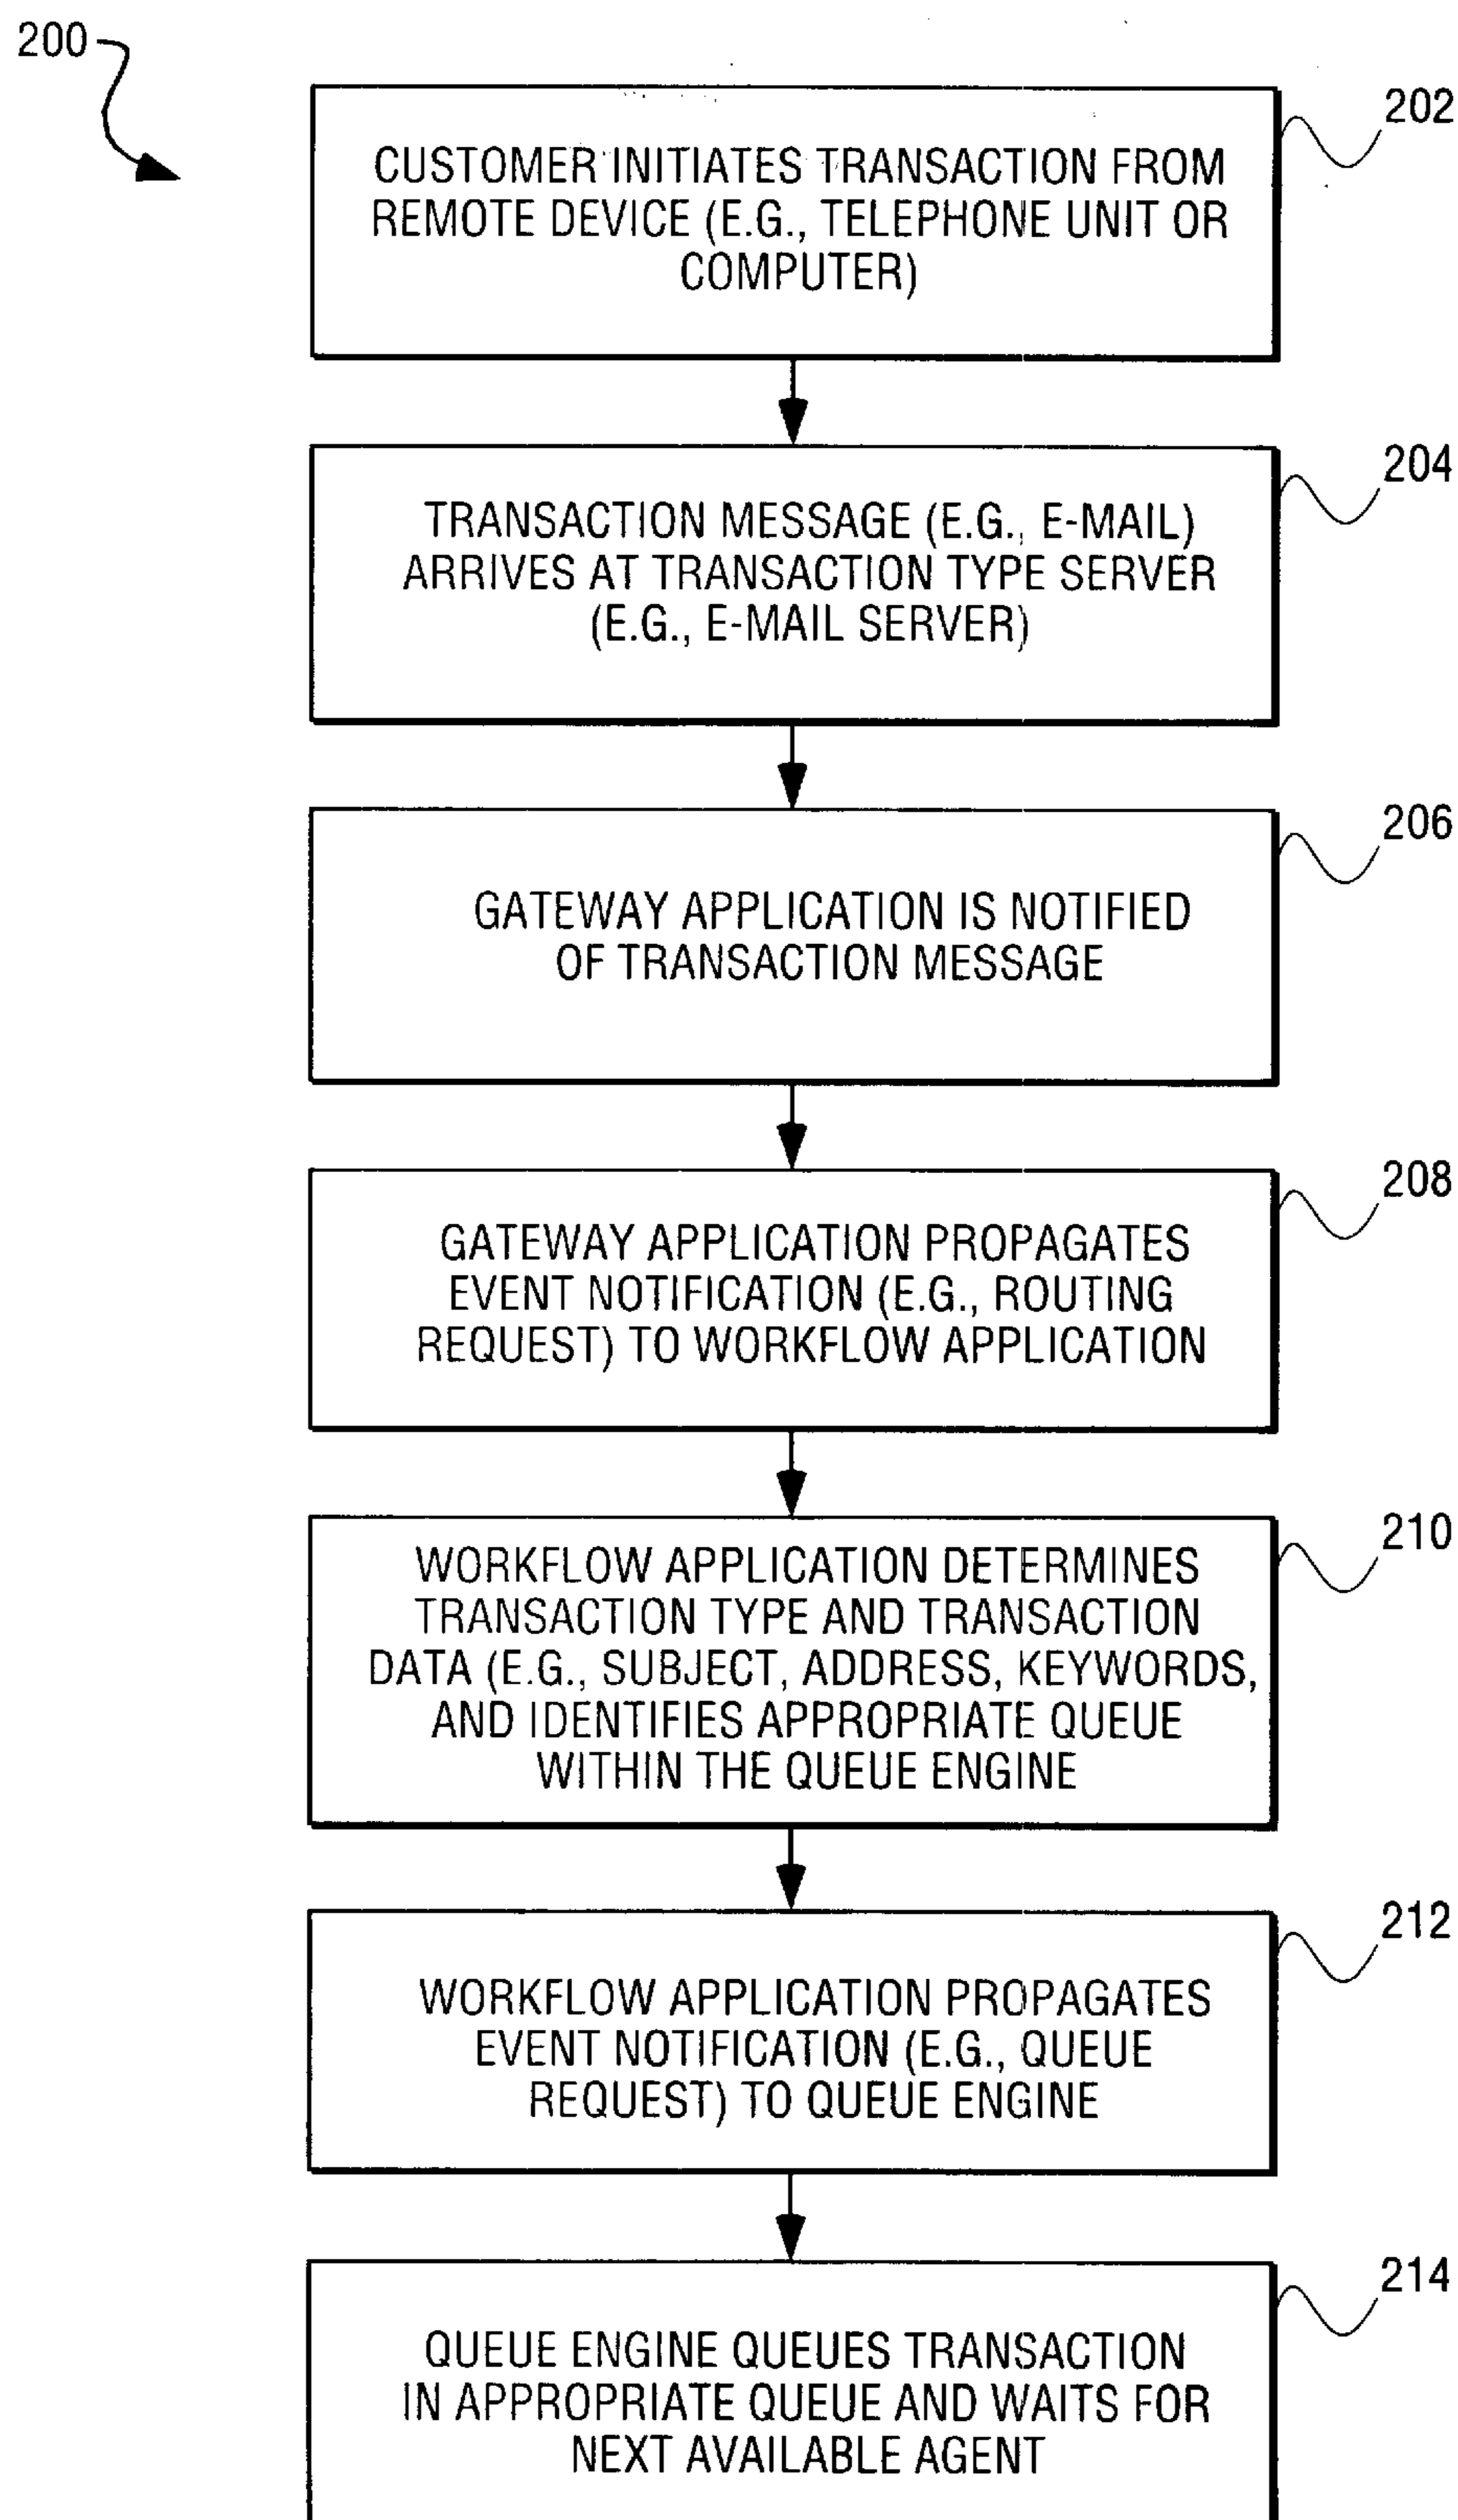 200
202
CUSTOMER INITIATES TRANSACTION FROM
REMOTE DEVICE (E.G., TELEPHONE UNIT OR
COMPUTER)
204
TRANSACTION MESSAGE (E.G., E-MAIL)
ARRIVES AT TRANSACTION TYPE SERVER
(E.G., E-MAIL SERVER)
206
GATEWAY APPLICATION IS NOTIFIED
OF TRANSACTION MESSAGE
208
GATEWAY APPLICATION PROPAGATES
EVENT NOTIFICATION (E.G., ROUTING
REQUEST) TO WORKFLOW APPLICATION
210
WORKFLOW APPLICATION DETERMINES
TRANSACTION TYPE AND TRANSACTION
DATA (E.G., SUBJECT, ADDRESS, KEYWORDS,
AND IDENTIFIES APPROPRIATE QUEUE
WITHIN THE QUEUE ENGINE
212
WORKFLOW APPLICATION PROPAGATES
EVENT NOTIFICATION (E.G., QUEUE
REQUEST) TO QUEUE ENGINE
214
QUEUE ENGINE QUEUES TRANSACTION
IN APPROPRIATE QUEUE AND WAITS FOR
NEXT AVAILABLE AGENT